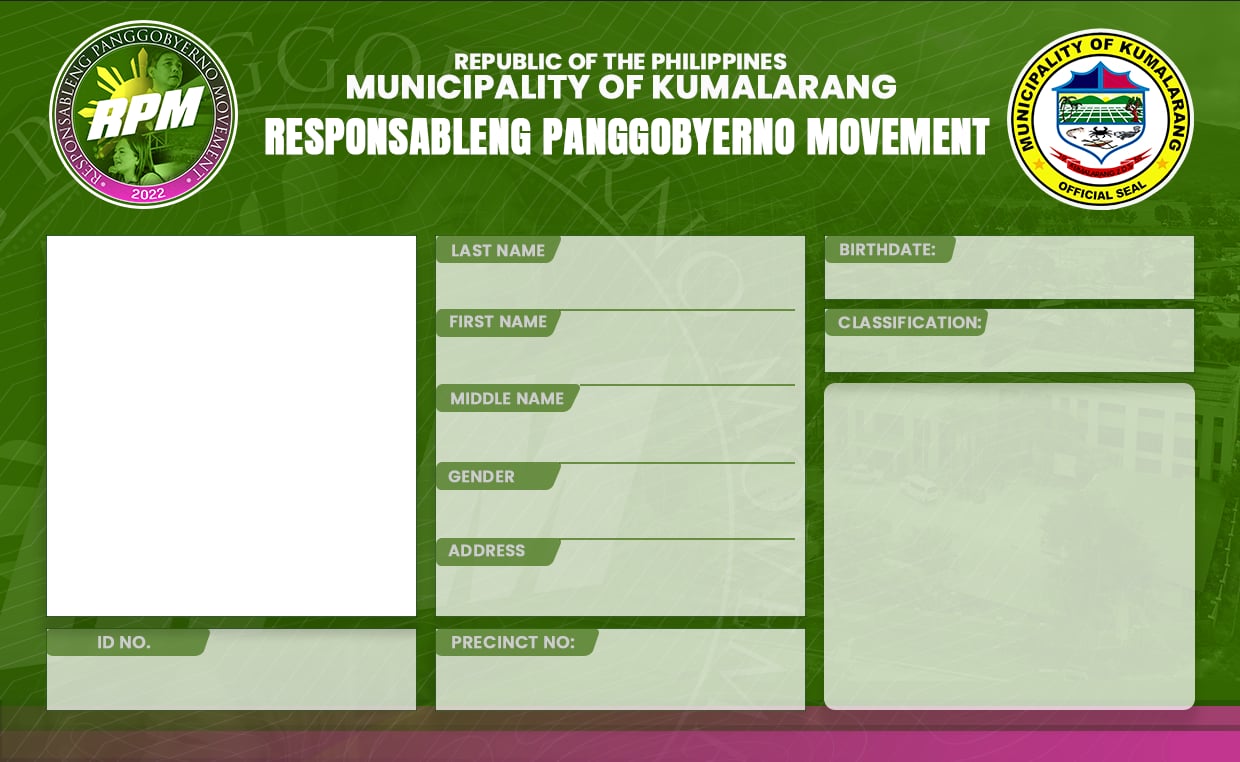 RESPONSABLENG PANGGOBYERNO MOVEMENT
RPM
2022
REPUBLIC OF THE PHILIPPINES
MUNICIPALITY OF KUMALARANG
RESPONSABLENG PANGGOBYERNO MOVEMENT
MUNICIPALITY OF KUMALARANG
OFFICIAL SEAL
LAST NAME
FIRST NAME
MIDDLE NAME
GENDER
ADDRESS
BIRTHDATE:
CLASSIFICATION:
ID NO.
PRECINCT NO: